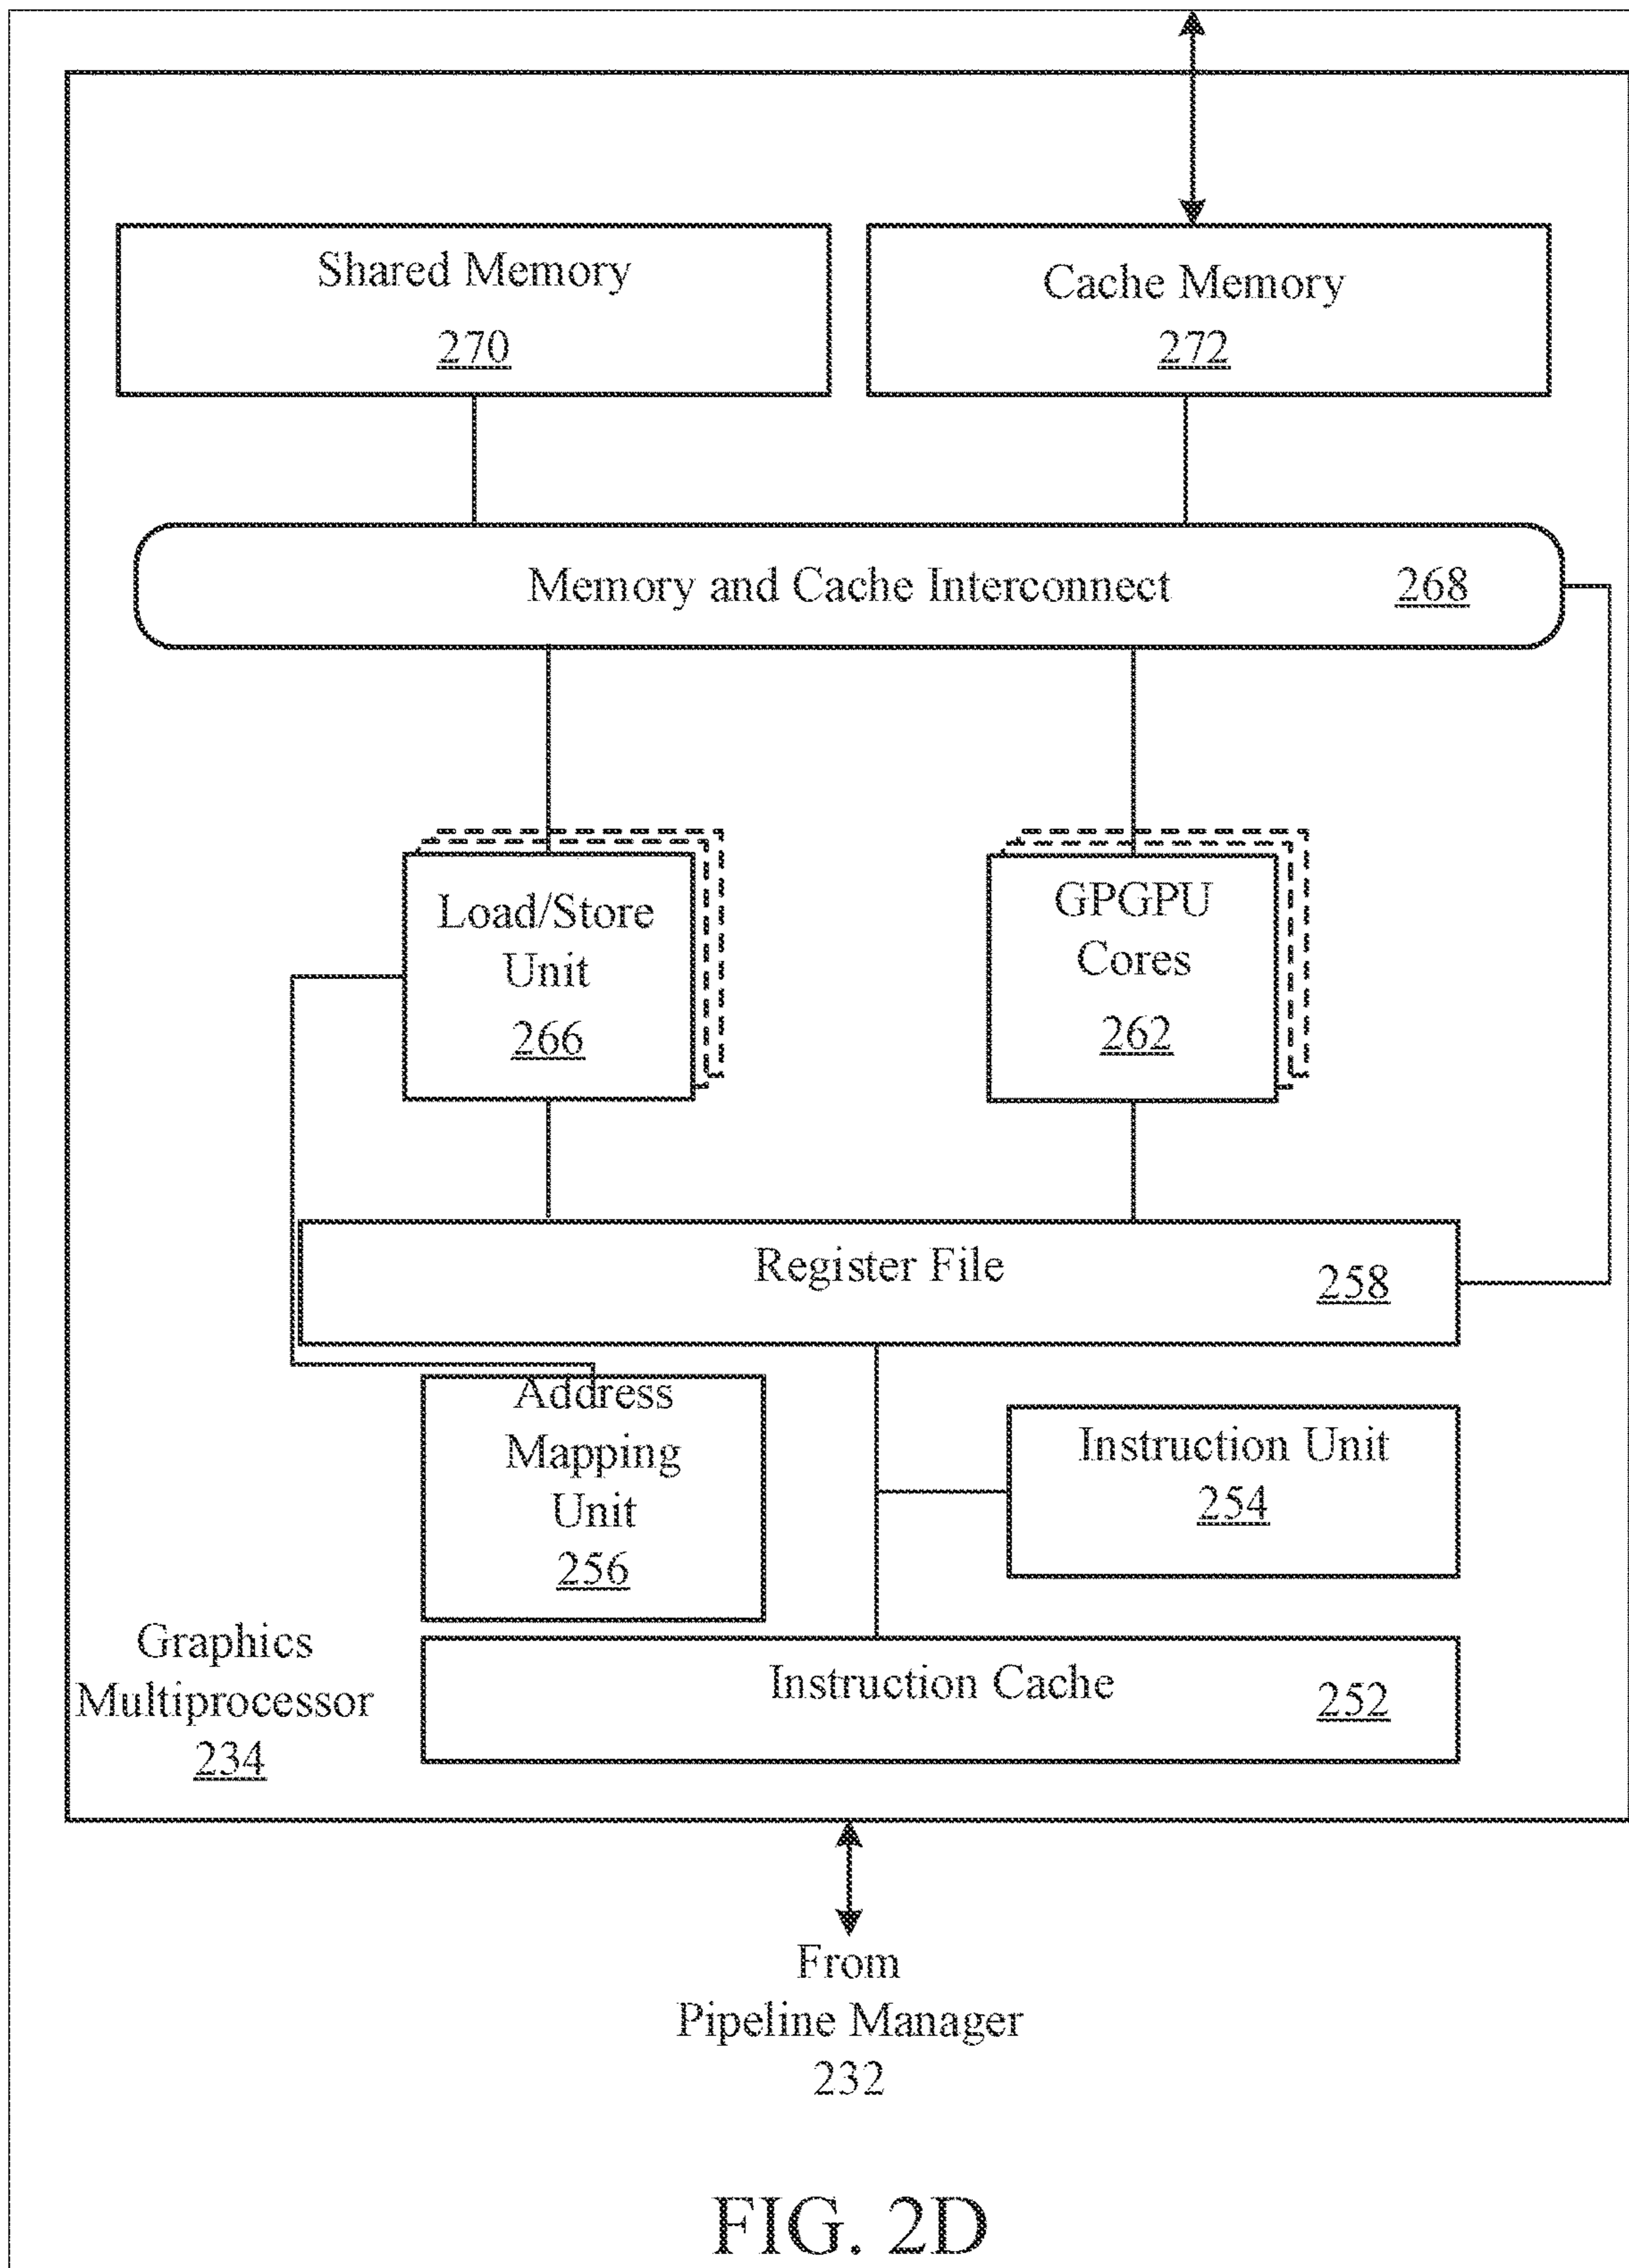 Shared Memory
270
Cache Memory
272
Memory and Cache Interconnect 268
Load/Store
Unit
266
GPGPU
Cores
262
Register File 258
Address
Mapping
Unit
256
Instruction Unit
254
Graphics
Multiprocessor
234
Instruction Cache 252
From
Pipeline Manager
232
FIG. 2D